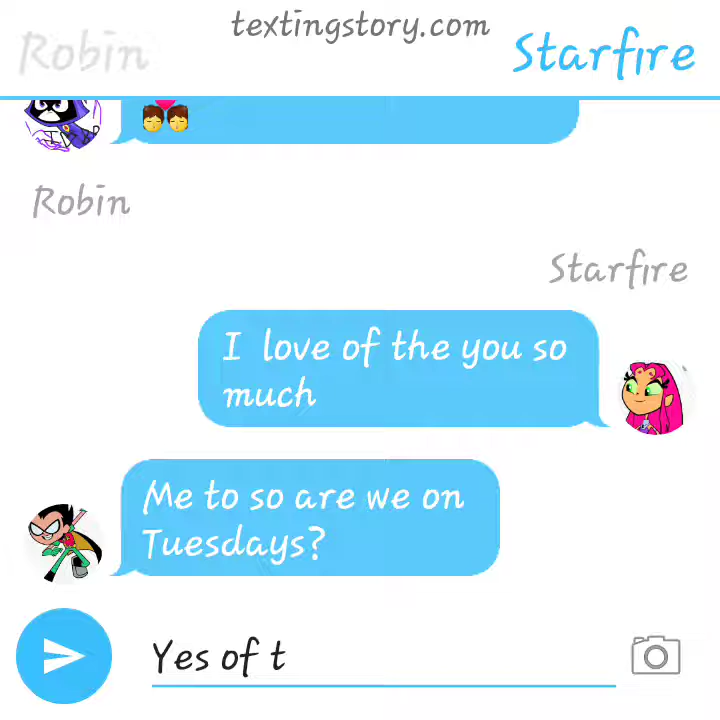 textingstory.com
Robin
Starfire
Robin
Starfire
I love of the you so
much
Me to so are we on
Tuesdays?
Yes of t